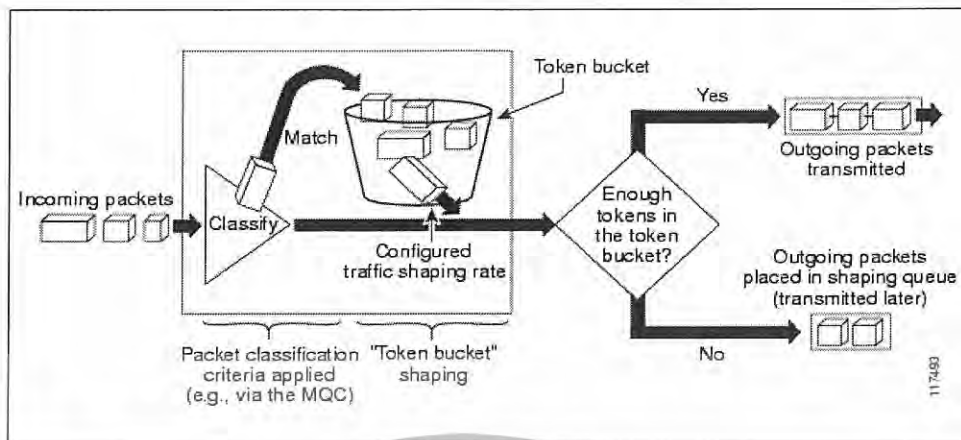 Token bucket
Yes
Match
Outgoing packets
transmitted
Incoming packets
Classify
Enough
tokens in
the token
bucket?
Configured
traffic shaping rate
Outgoing packets
placed in shaping queue
(transmitted later)
No
Packet classification
criteria applied
(e.g., via the MQC)
"Token bucket"
shaping
117493